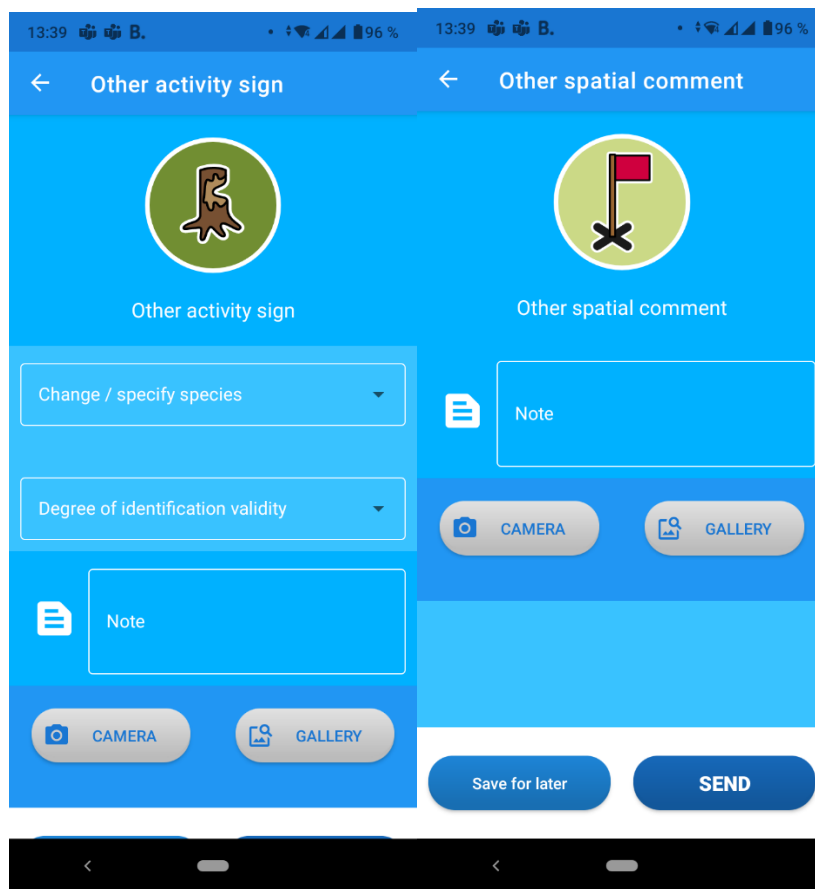 13:39 B. 96 %
Other activity sign
Other activity sign
Change / specify species
Degree of identification validity
Note
CAMERA GALLERY
13:39 B. 96 %
Other spatial comment
Other spatial comment
Note
CAMERA GALLERY
Save for later SEND